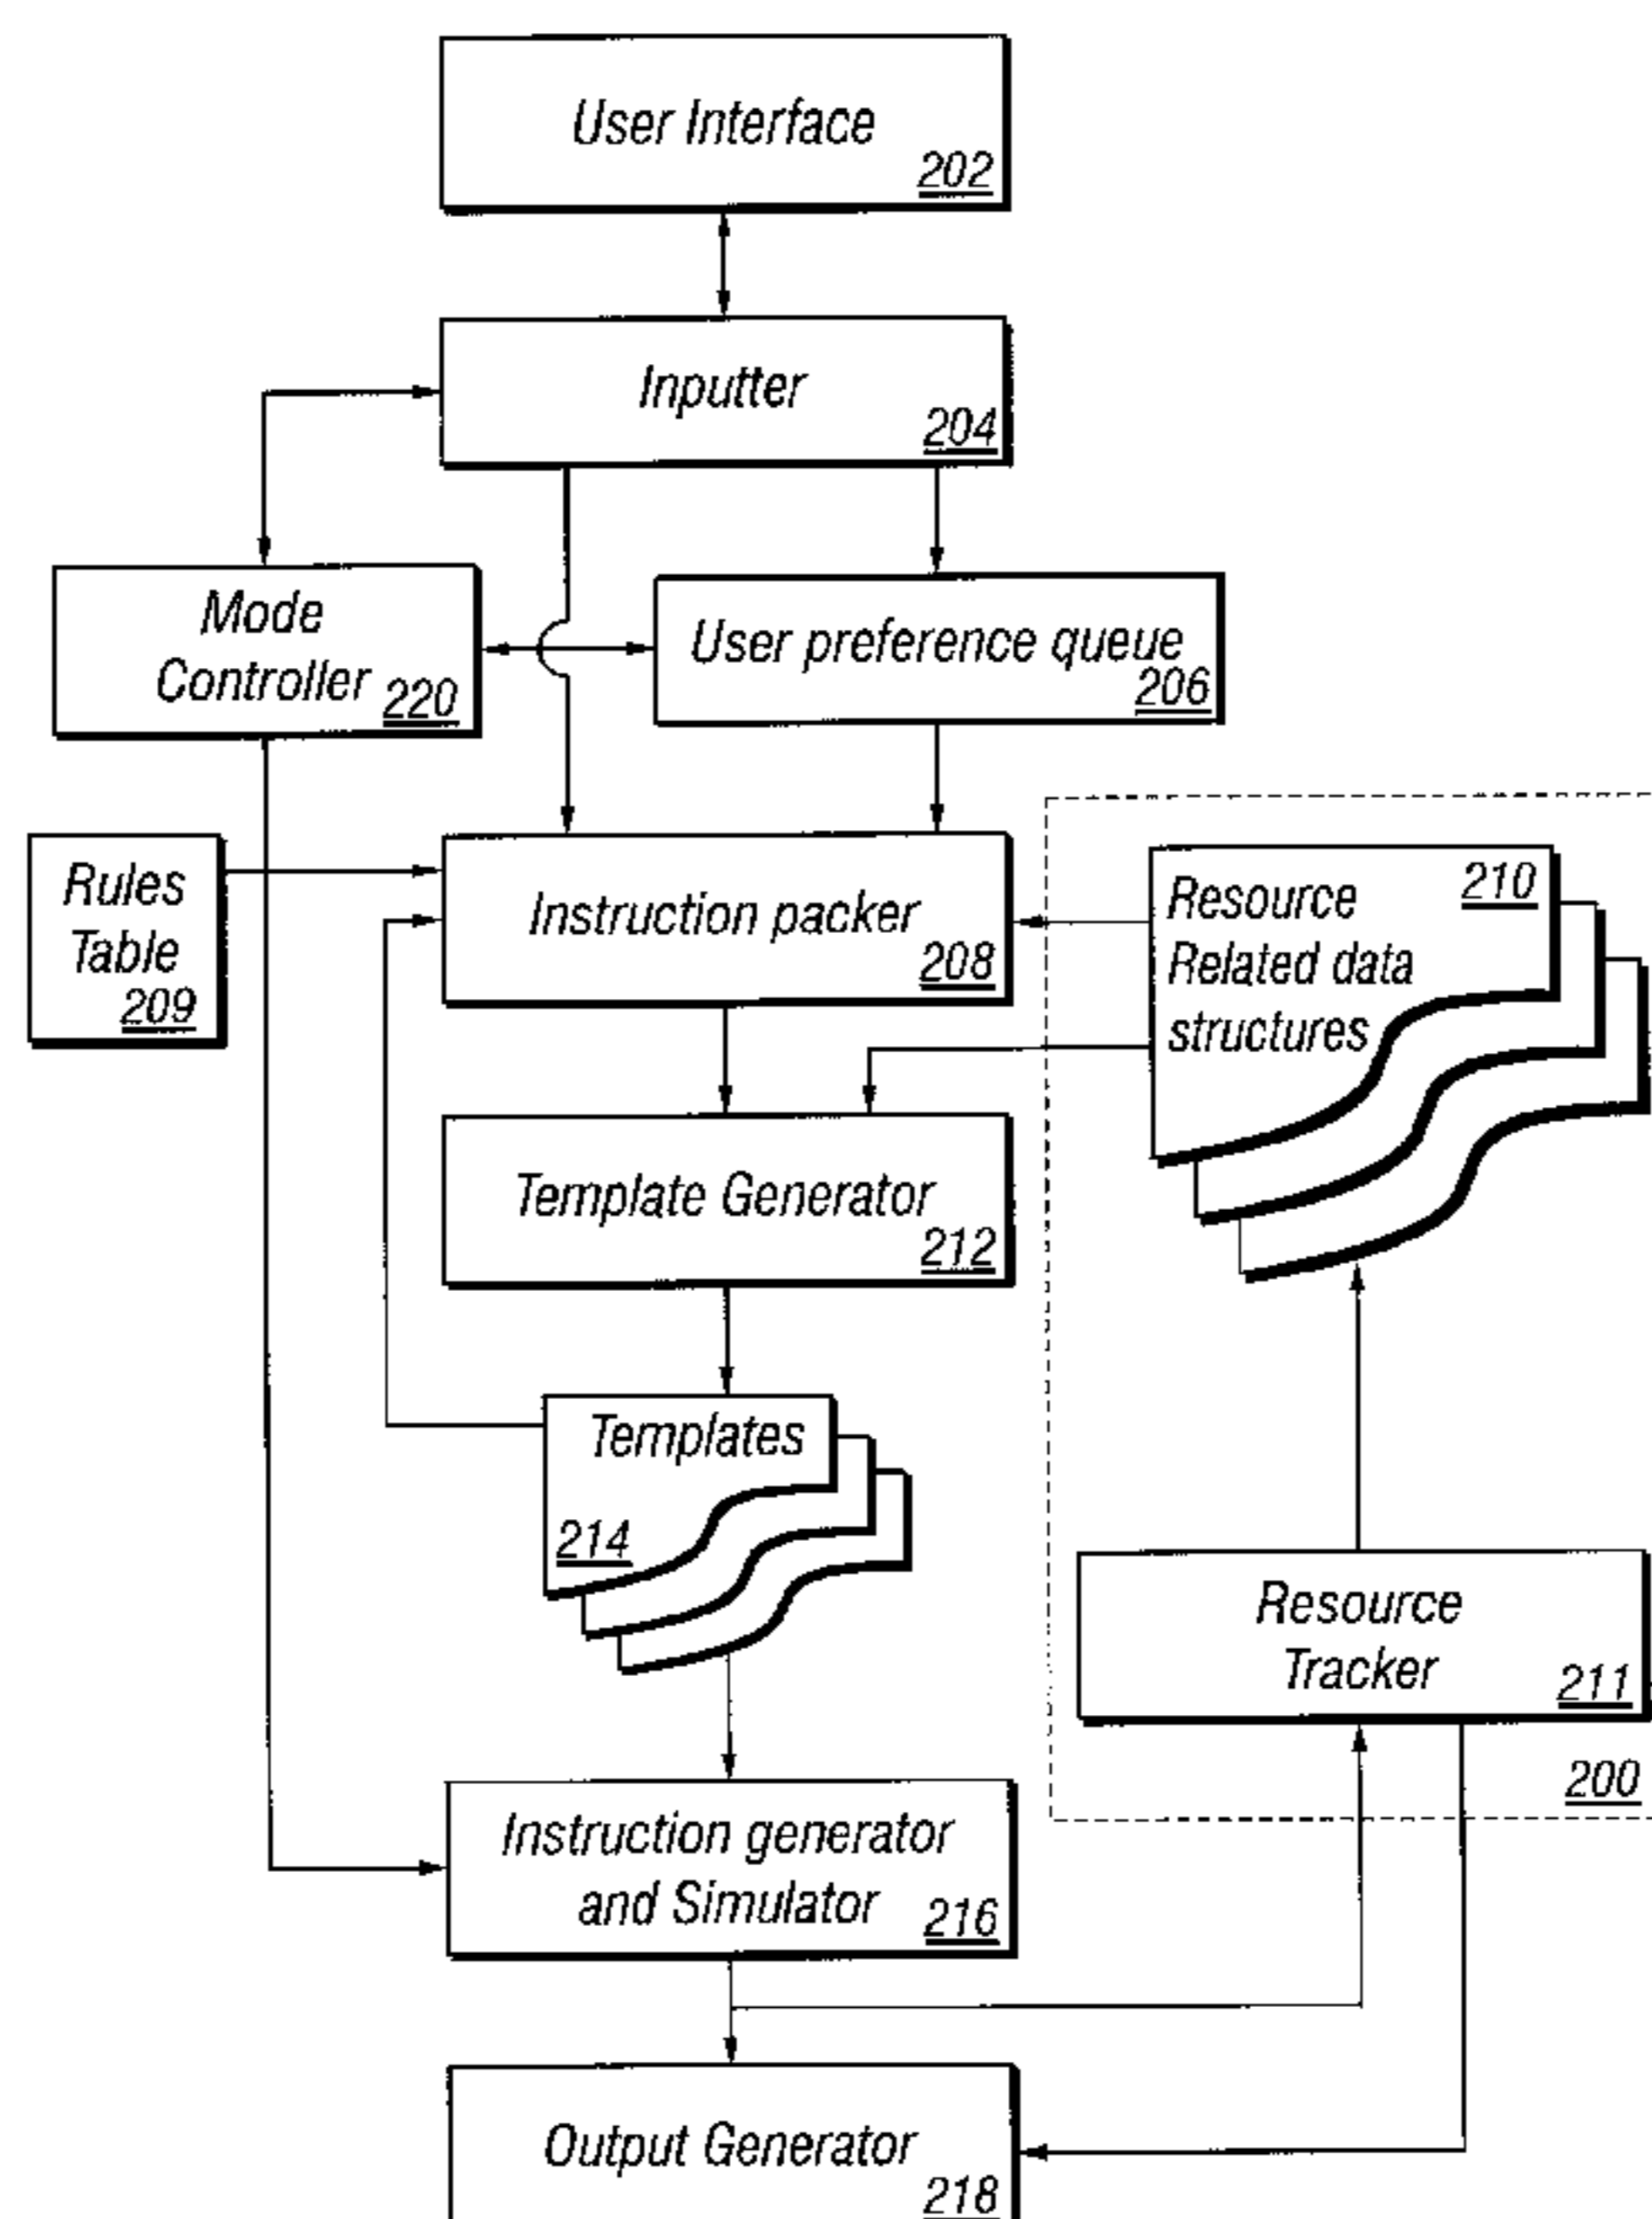 User Interface
202
Inputter
204
Mode
Controller
220
User preference queue
206
Rules
Table
209
Instruction packer
208
Resource
Related data
structures
210
Template Generator
212
Templates
214
Resource
Tracker
211
200
Instruction generator
and Simulator
216
Output Generator
218